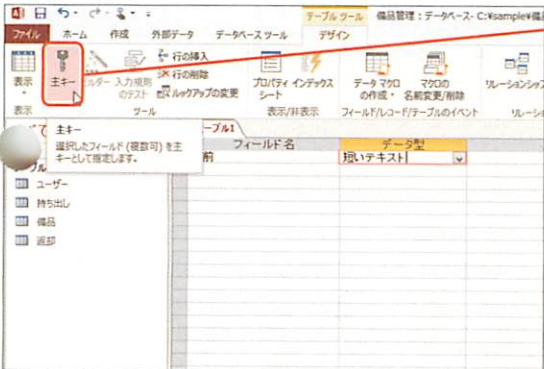 テーブル ツール 備品管理 : データベース- C:¥sample¥備品
ファイル ホーム 作成 外部データ データベース ツール デザイン
表示 主キー ビルダー 入力規則のテスト 行の挿入 行の削除 ルックアップの変更 プロパティシート インデックス データ マクロの作成 マクロの名前変更/削除 リレーションシップ
表示 ツール 表示/非表示 フィールド/レコード/テーブルのイベント リレーシ
主キー
選択したフィールド (複数可) を主キーとして指定します。
ーブル1
フィールド名 データ型
前 短いテキスト
ユーザー
持ち出し
備品
返却